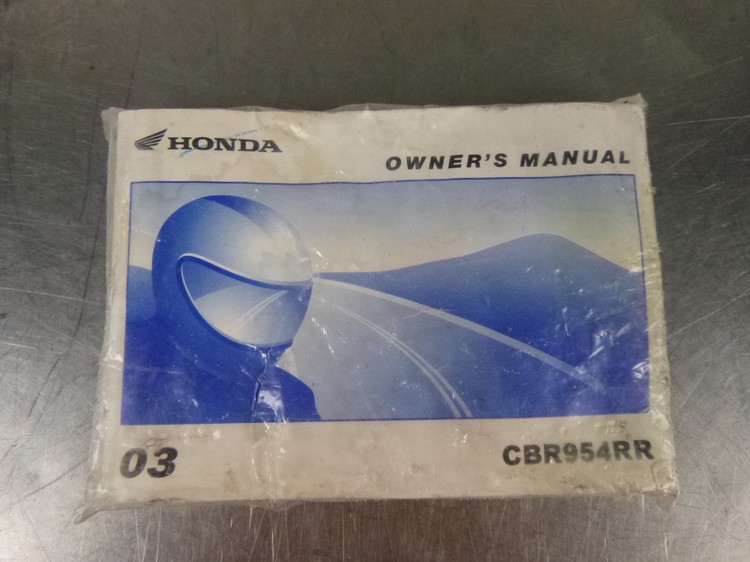 HONDA
OWNER'S MANUAL
03
CBR954RR